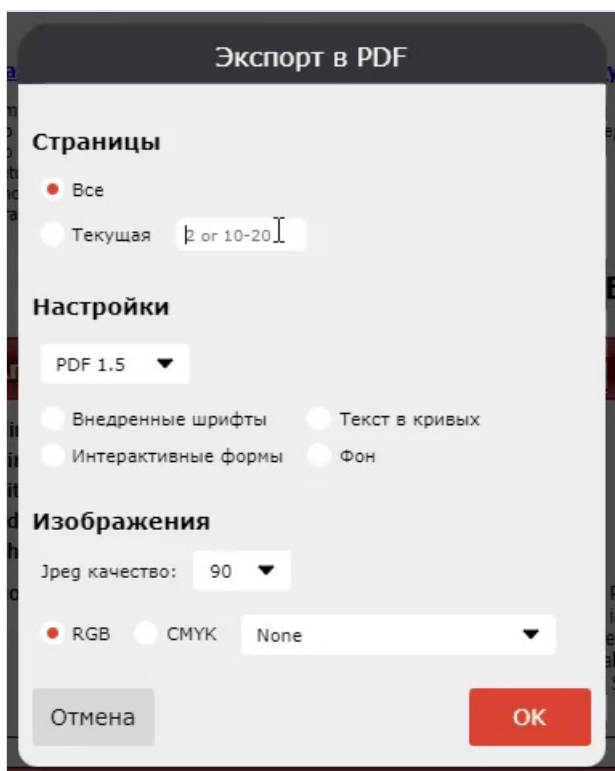 Экспорт в PDF
Страницы
Все
Текущая 2 or 10-20
Настройки
PDF 1.5
Внедренные шрифты Текст в кривых
Интерактивные формы Фон
Изображения
Jpeg качество: 90
RGB CMYK None
Отмена OK